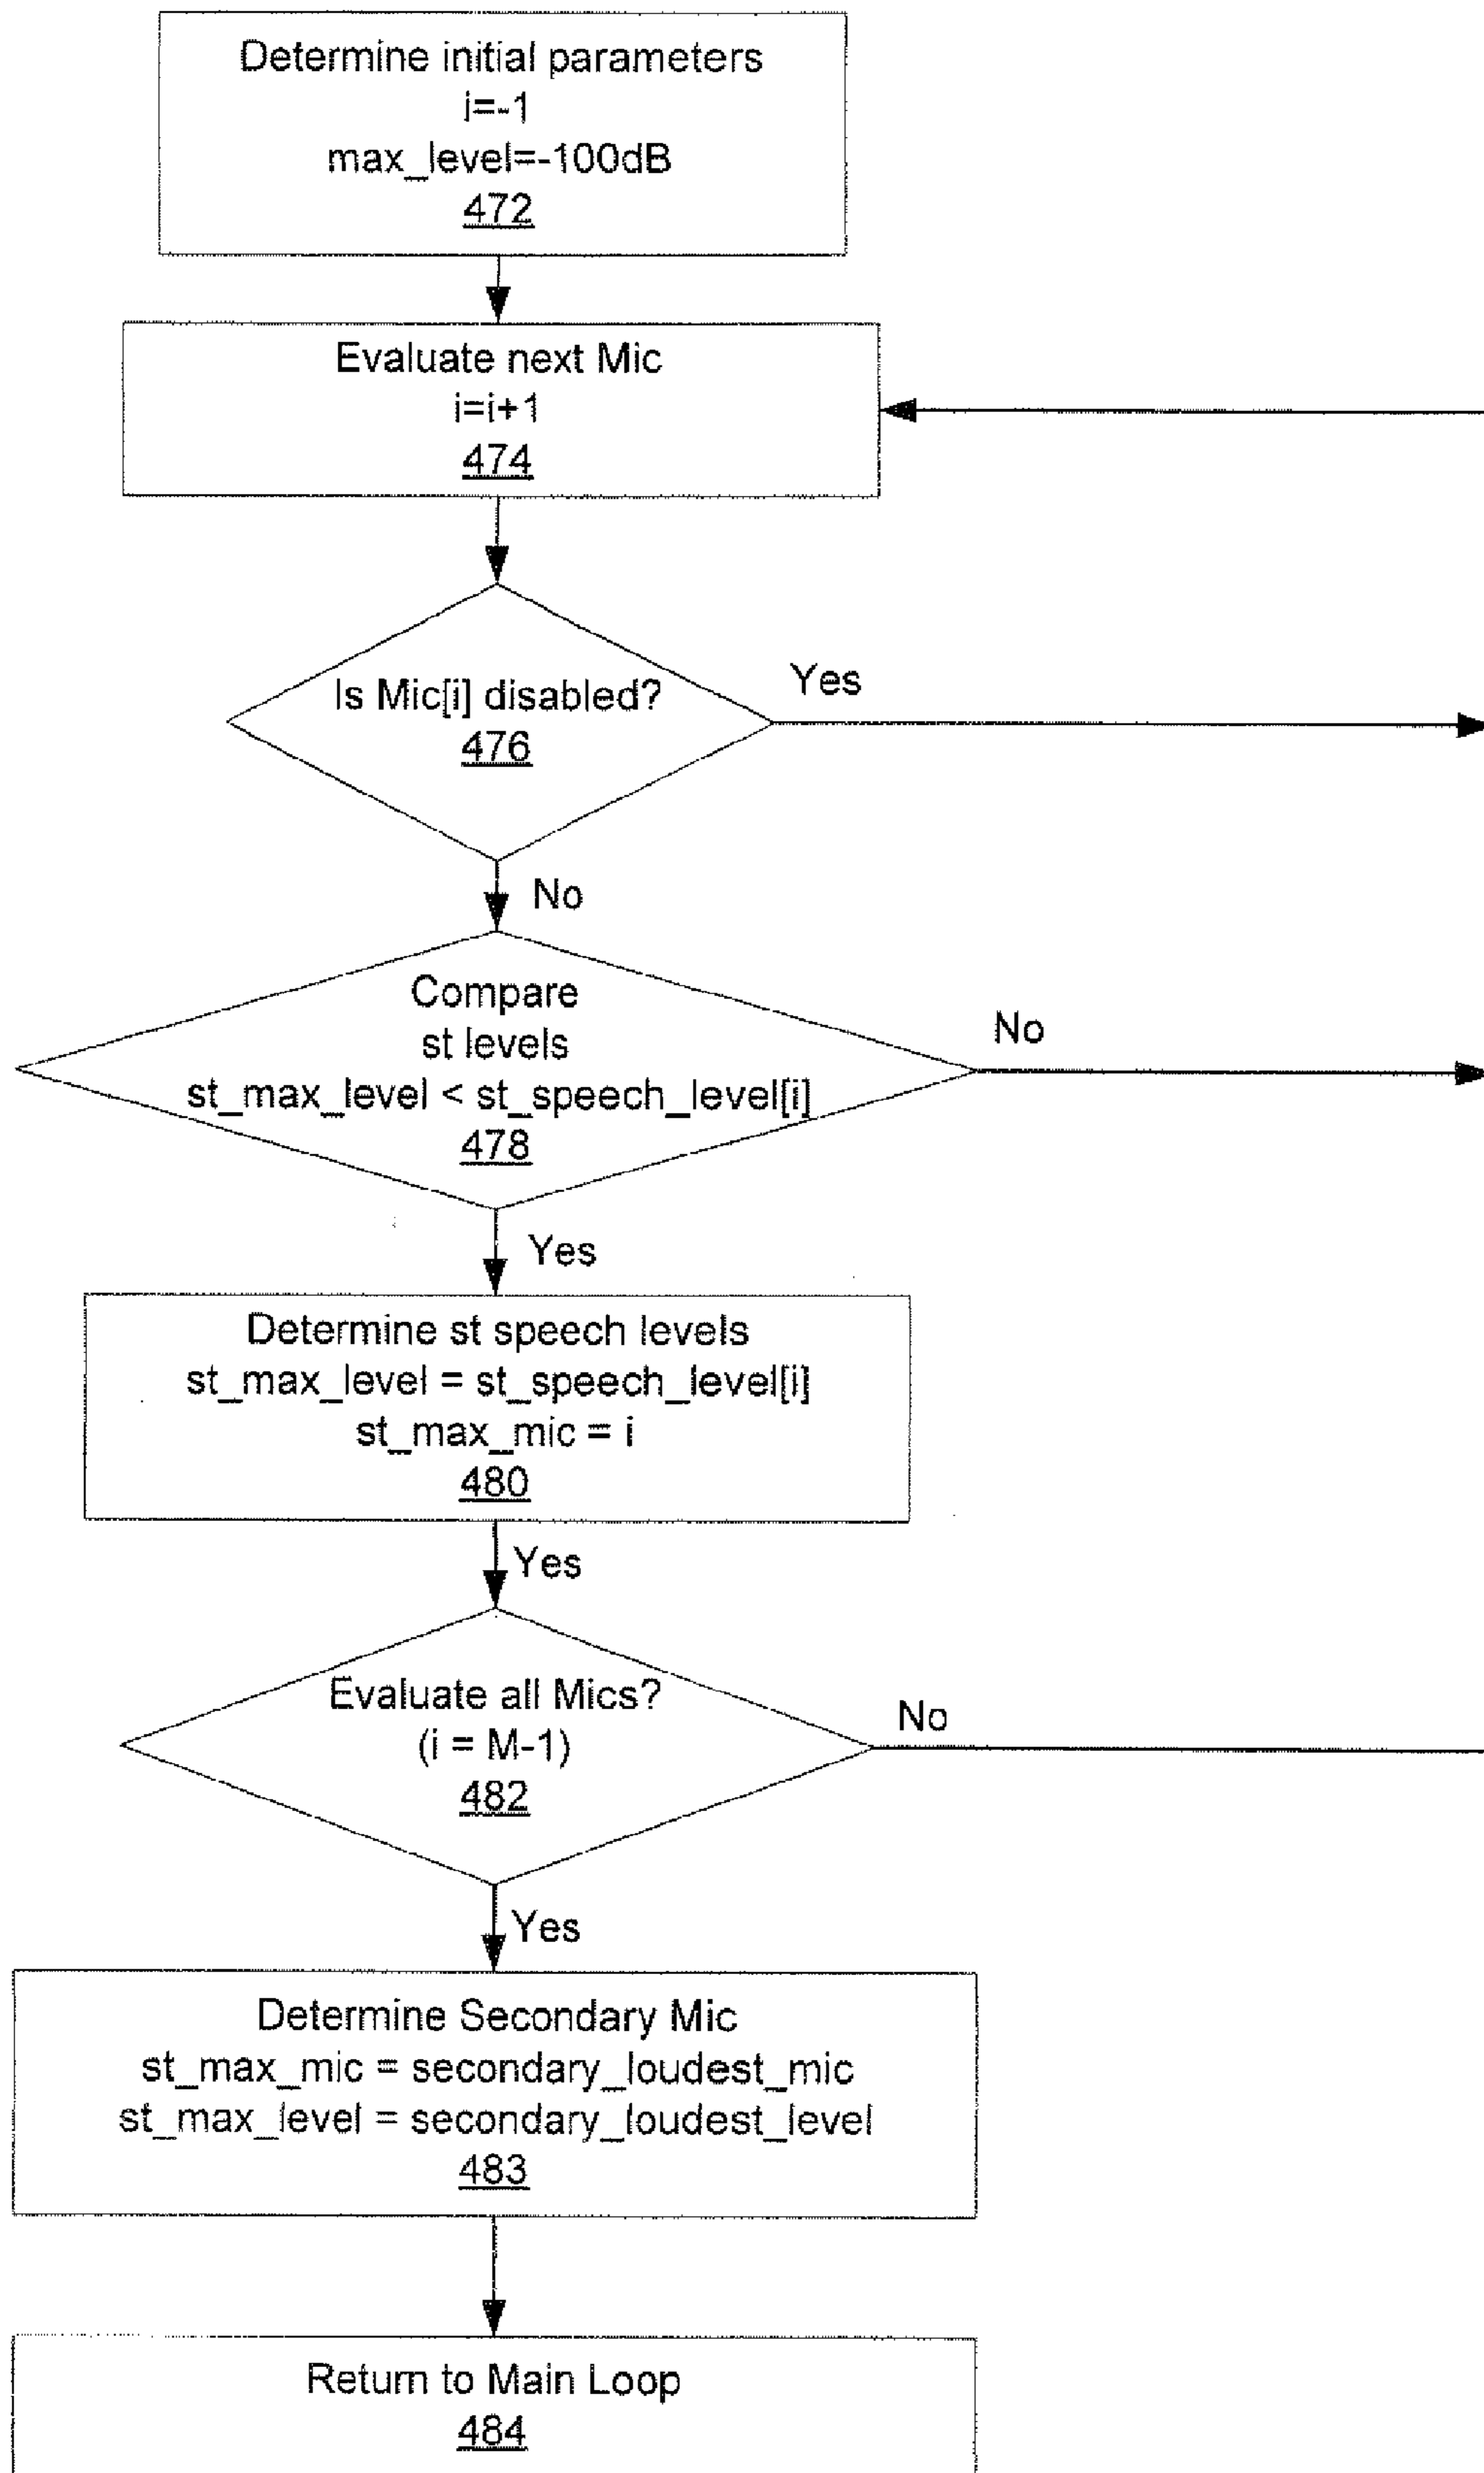 Determine initial parameters
i=-1
max_level=-100dB
472
Evaluate next Mic
i=i+1
474
Is Mic[i] disabled?
476
Yes
No
Compare
st levels
st_max_level < st_speech_level[i]
478
No
Yes
Determine st speech levels
st_max_level = st_speech_level[i]
st_max_mic = i
480
Yes
Evaluate all Mics?
(i = M-1)
482
No
Yes
Determine Secondary Mic
st_max_mic = secondary_loudest_mic
st_max_level = secondary_loudest_level
483
Return to Main Loop
484